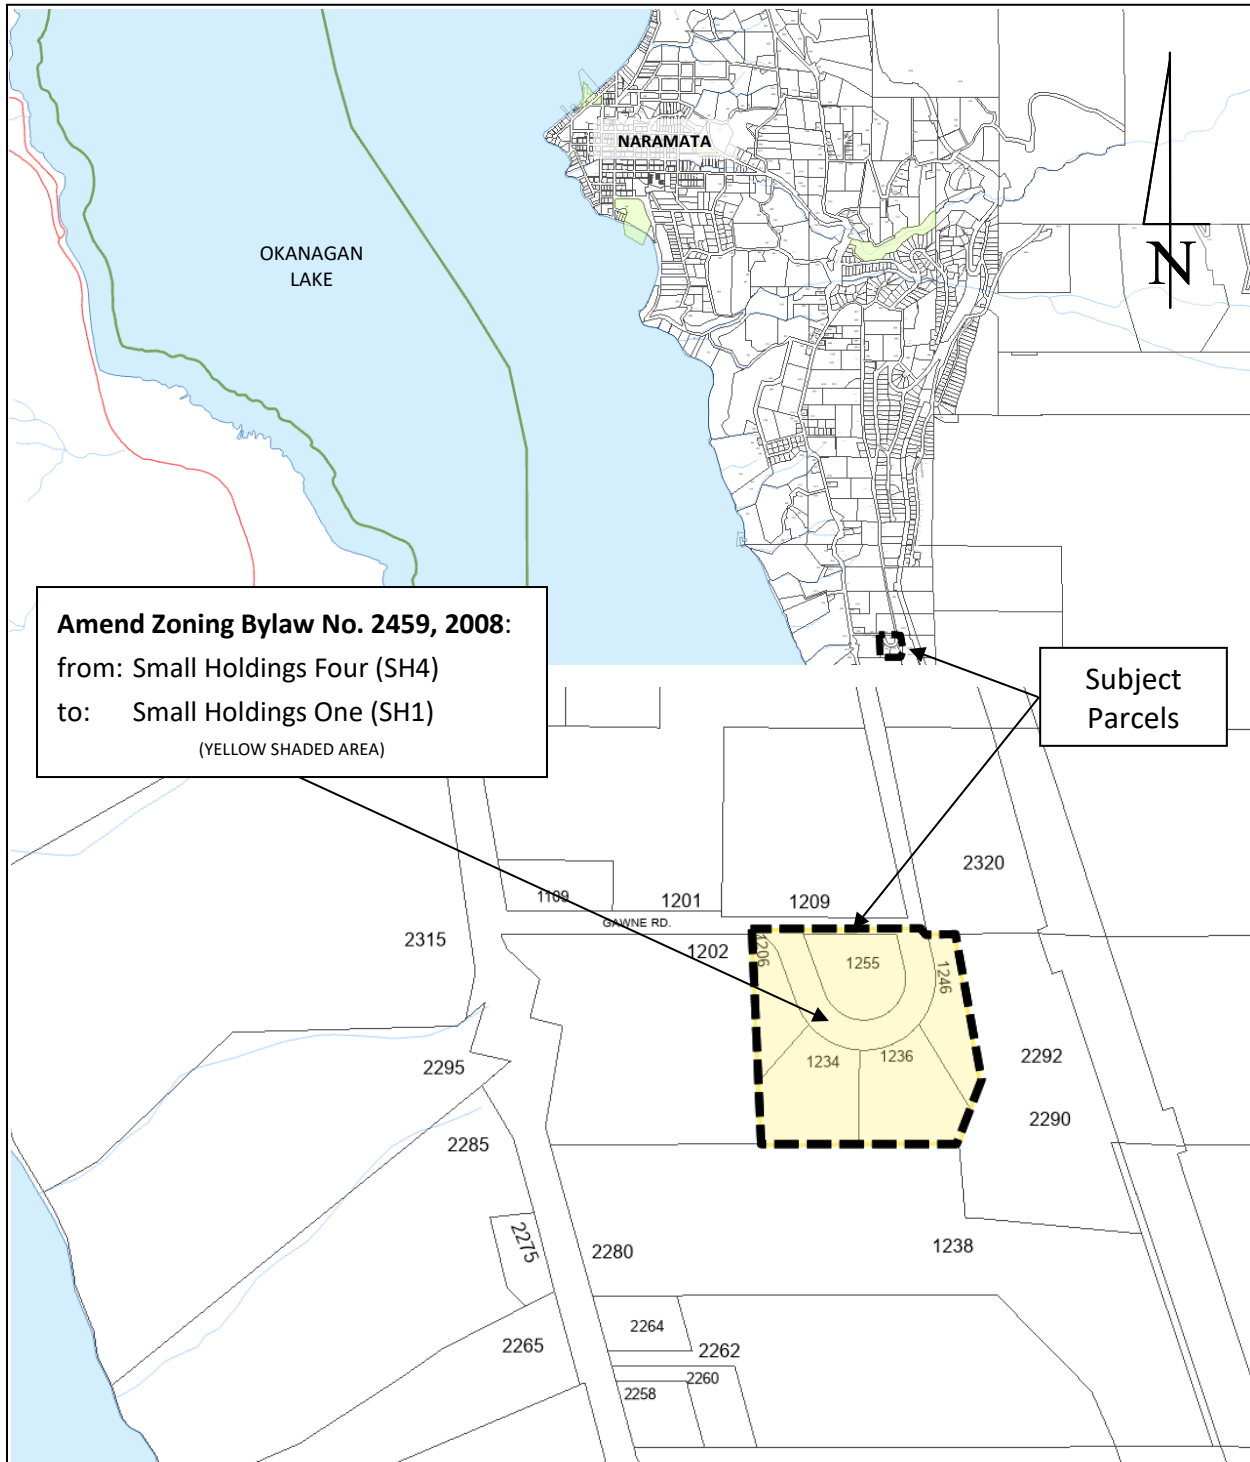 NARAMATA
OKANAGAN
LAKE
N
Amend Zoning Bylaw No. 2459, 2008:
from: Small Holdings Four (SH4)
to: Small Holdings One (SH1)
(YELLOW SHADED AREA)
Subject
Parcels
2320
1109
1201
1209
GAWNE RD.
2315
1202
1206
1255
1246
2295
1234
1236
2292
2290
2285
2275
2280
1238
2264
2265
2262
2260
2258